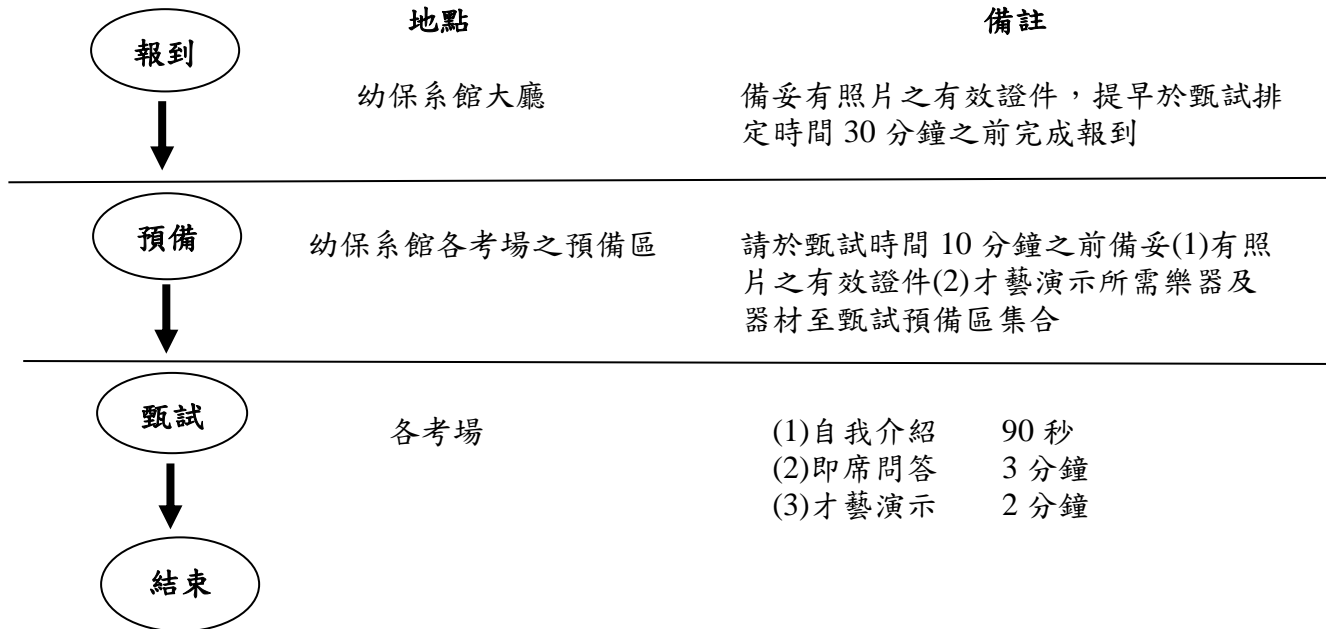 地點 備註
報到
幼保系館大廳 備妥有照片之有效證件，提早於甄試排
定時間 30 分鐘之前完成報到
預備 幼保系館各考場之預備區 請於甄試時間 10 分鐘之前備妥(1)有照
片之有效證件(2)才藝演示所需樂器及
器材至甄試預備區集合
甄試
各考場 (1)自我介紹 90 秒
(2)即席問答 3 分鐘
(3)才藝演示 2 分鐘
結束